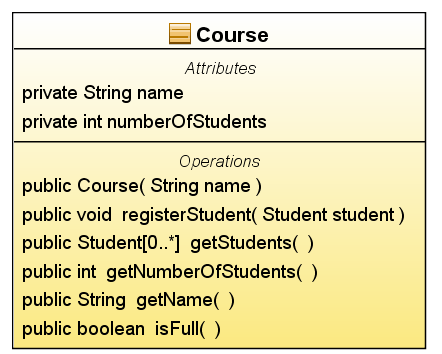 Course
Attributes
private String name
private int numberOfStudents
Operations
public Course( String name )
public void registerStudent( Student student )
public Student[0..*] getStudents( )
public int getNumberOfStudents( )
public String getName( )
public boolean isFull( )